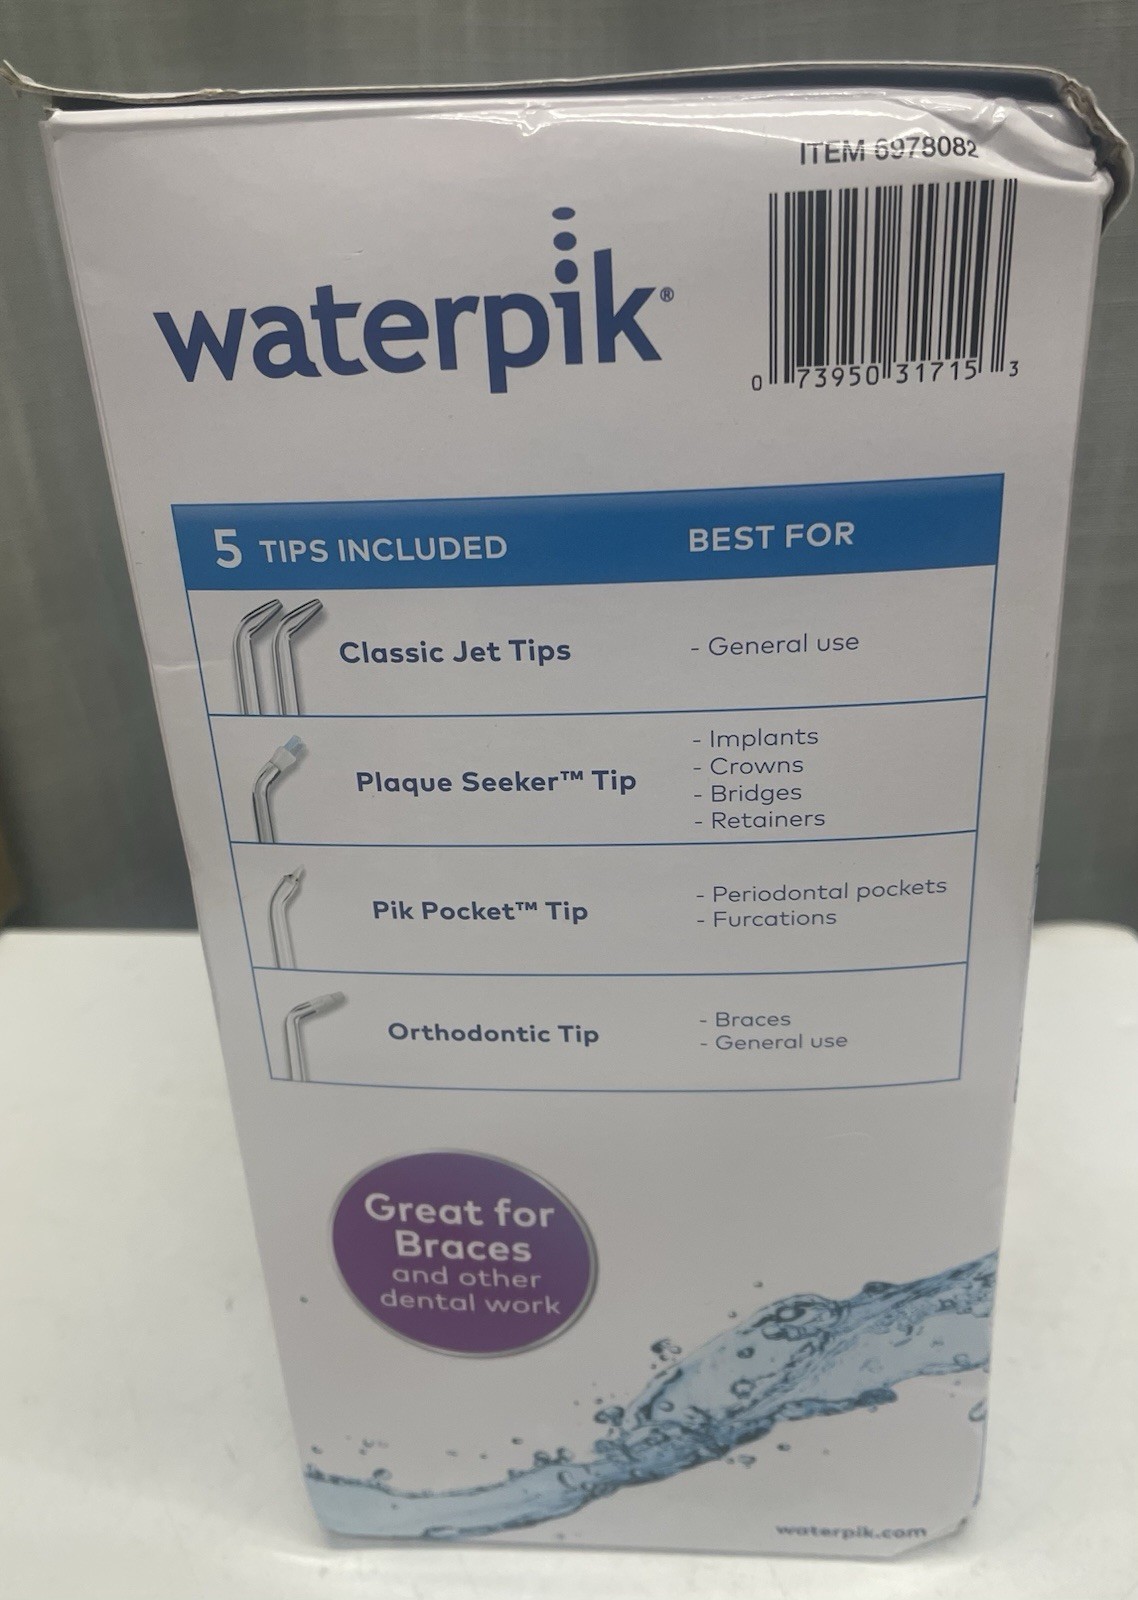 ITEM 6978082
waterpik®
0 73950 31715 3
5 TIPS INCLUDED BEST FOR
Classic Jet Tips - General use
Plaque Seeker™ Tip
- Implants
- Crowns
- Bridges
- Retainers
Pik Pocket™ Tip
- Periodontal pockets
- Furcations
Orthodontic Tip
- Braces
- General use
Great for
Braces
and other
dental work
waterpik.com